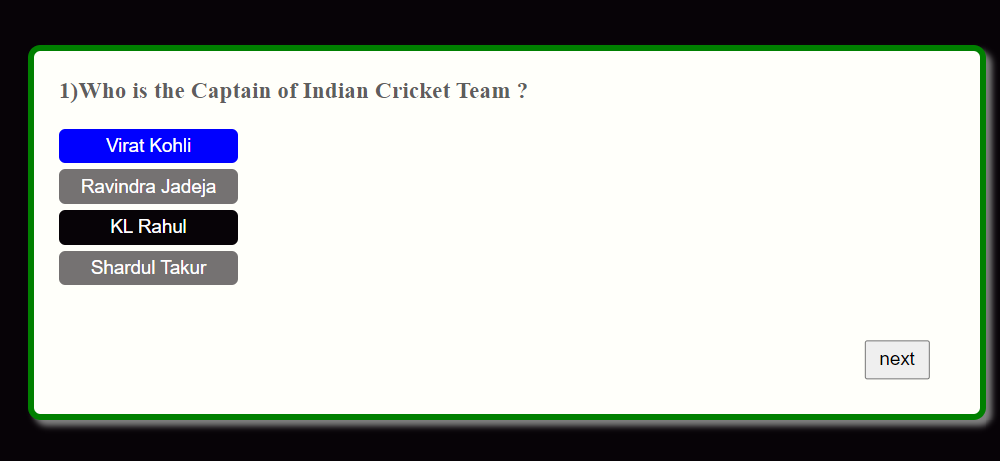 1)Who is the Captain of Indian Cricket Team ?
Virat Kohli
Ravindra Jadeja
KL Rahul
Shardul Takur
next